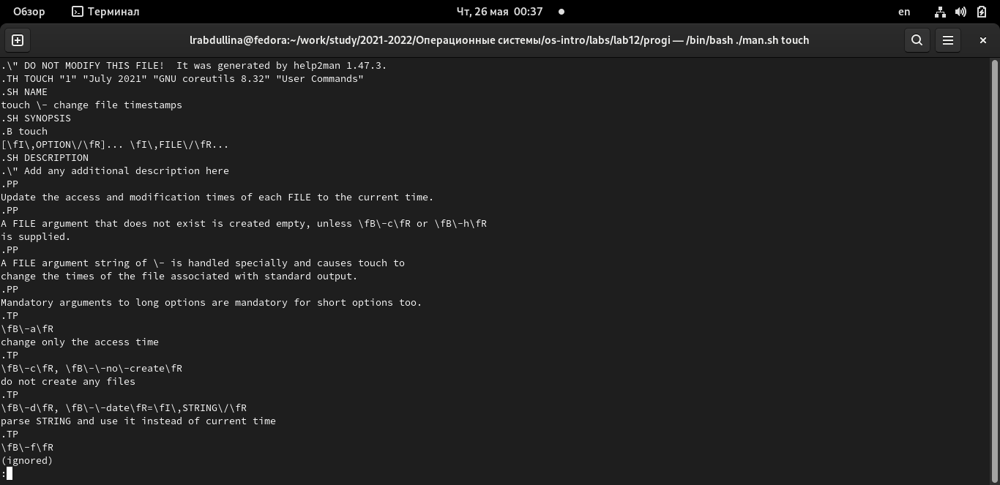 Обзор
Терминал
Чт, 26 мая 00:37
en
lrabdullina@fedora:~/work/study/2021-2022/Операционные системы/os-intro/labs/lab12/progi — /bin/bash ./man.sh touch
.\" DO NOT MODIFY THIS FILE!  It was generated by help2man 1.47.3.
.TH TOUCH "1" "July 2021" "GNU coreutils 8.32" "User Commands"
.SH NAME
touch \- change file timestamps
.SH SYNOPSIS
.B touch
[\fI\,OPTION\/\fR]... \fI\,FILE\/\fR...
.SH DESCRIPTION
.\" Add any additional description here
.PP
Update the access and modification times of each FILE to the current time.
.PP
A FILE argument that does not exist is created empty, unless \fB\-c\fR or \fB\-h\fR
is supplied.
.PP
A FILE argument string of \- is handled specially and causes touch to
change the times of the file associated with standard output.
.PP
Mandatory arguments to long options are mandatory for short options too.
.TP
\fB\-a\fR
change only the access time
.TP
\fB\-c\fR, \fB\-\-no\-create\fR
do not create any files
.TP
\fB\-d\fR, \fB\-\-date\fR=\fI\,STRING\/\fR
parse STRING and use it instead of current time
.TP
\fB\-f\fR
(ignored)
: